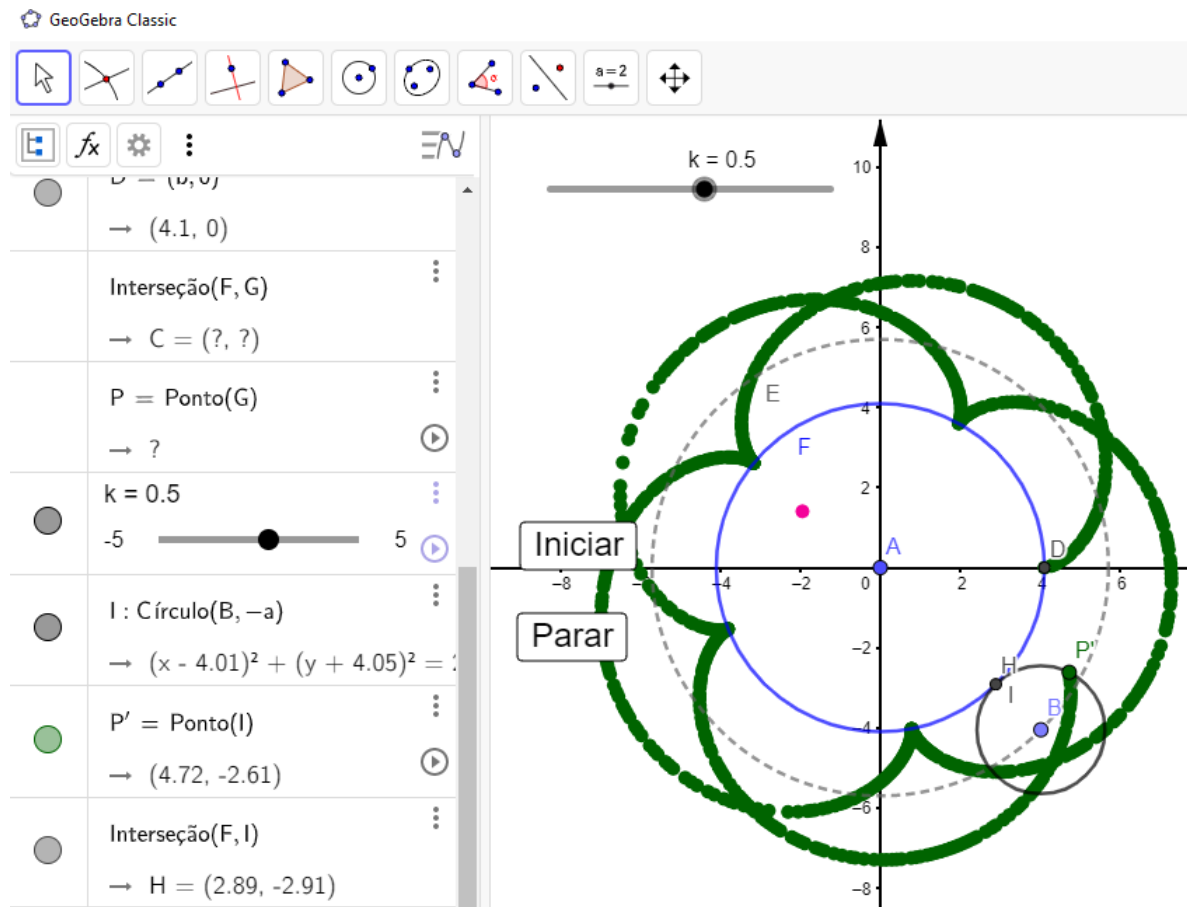 GeoGebra Classic
a=2
fx
D = (b, 0)
→ (4.1, 0)
Interseção(F, G)
→ C = (?, ?)
P = Ponto(G)
→ ?
k = 0.5
-5 5
I : Círculo(B, −a)
→ (x - 4.01)² + (y + 4.05)² =
P′ = Ponto(I)
→ (4.72, -2.61)
Interseção(F, I)
→ H = (2.89, -2.91)
k = 0.5
10
8
6
E
4
F
2
Iniciar
A
D
−8 −6 −4 −2 0 2 4 6
Parar
−2
P'
H
I
B
−4
−6
−8